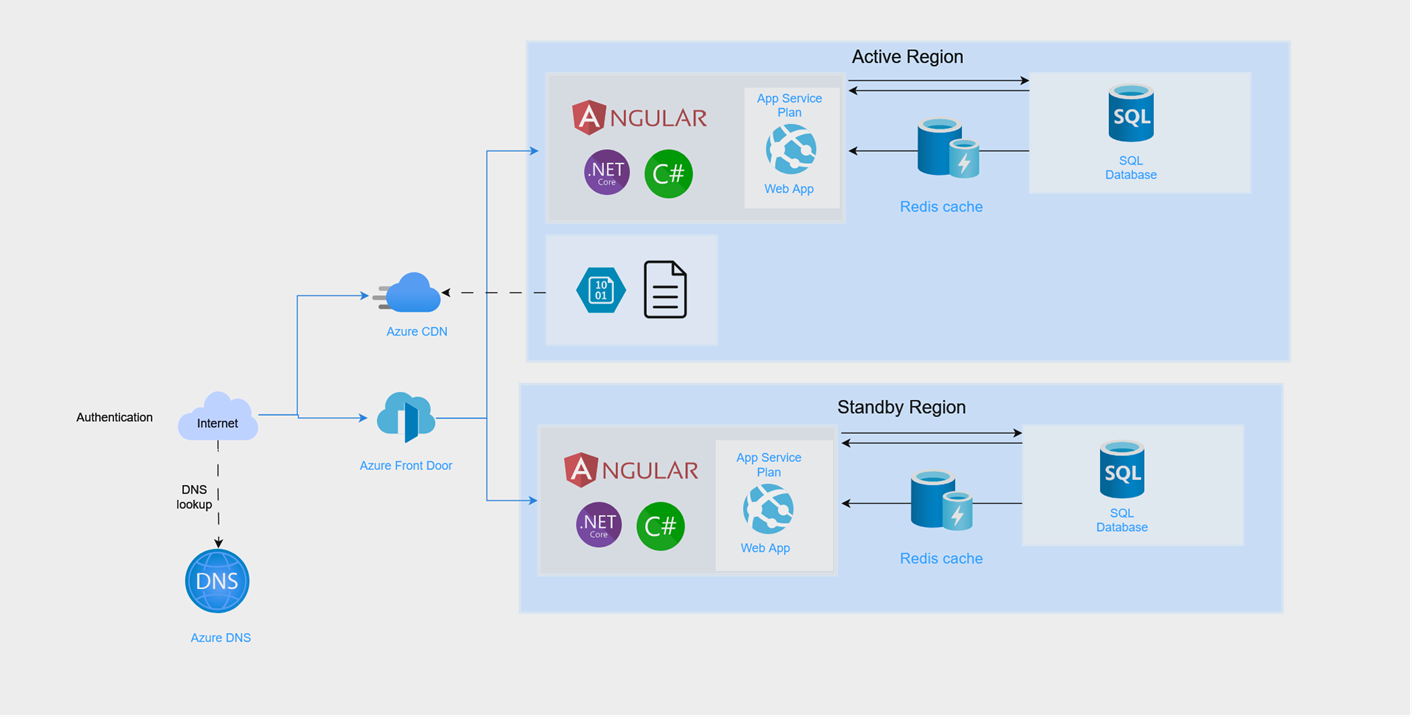 Active Region
ANGULAR
.NET
Core
C#
App Service
Plan
Web App
Redis cache
SQL
SQL
Database
10
01
Azure CDN
Authentication
Internet
Azure Front Door
DNS
lookup
DNS
Azure DNS
Standby Region
ANGULAR
.NET
Core
C#
App Service
Plan
Web App
Redis cache
SQL
SQL
Database